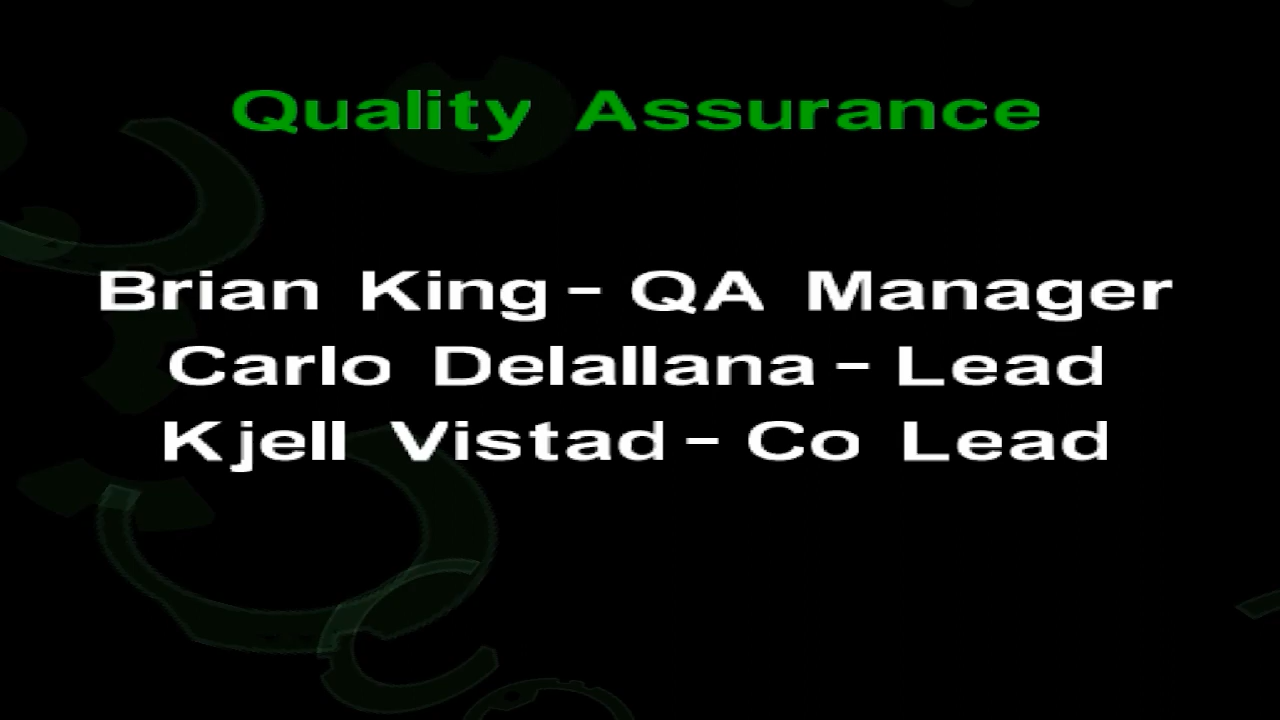 Quality Assurance
Brian King - QA Manager
Carlo Delallana - Lead
Kjell Vistad - Co Lead